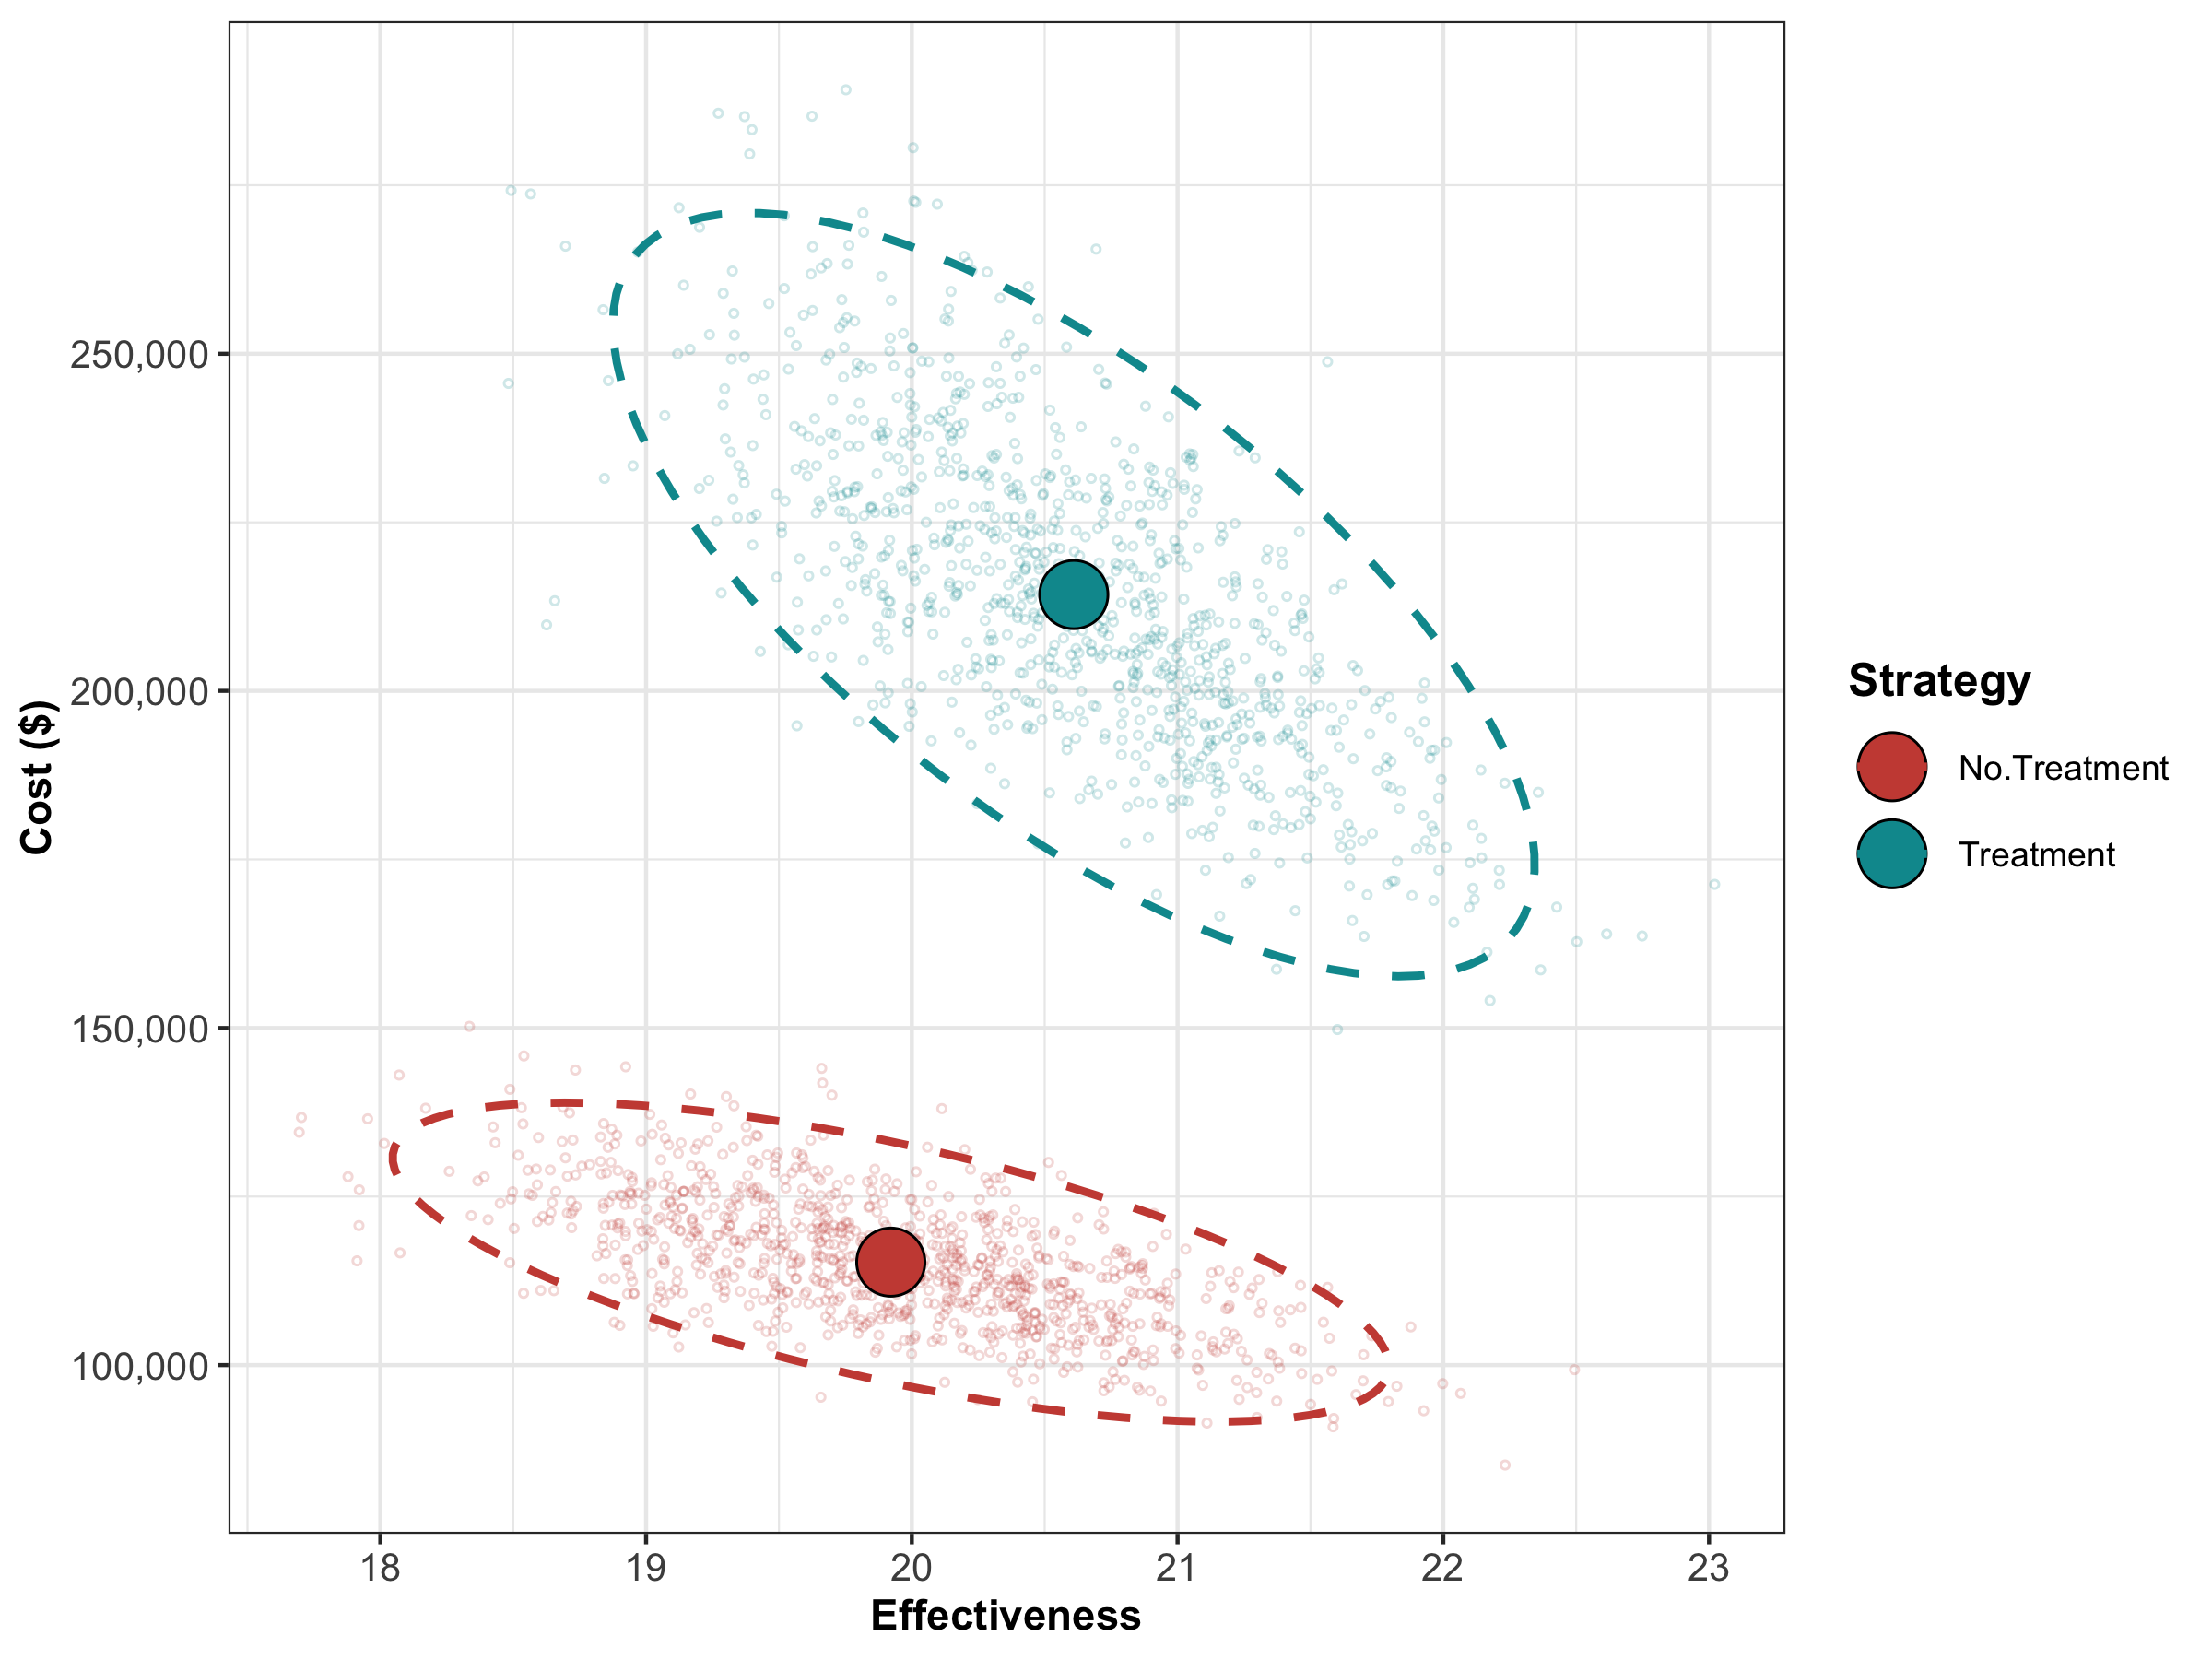 250,000
200,000
150,000
100,000
Cost ($)
18 19 20 21 22 23
Effectiveness
Strategy
No.Treatment
Treatment